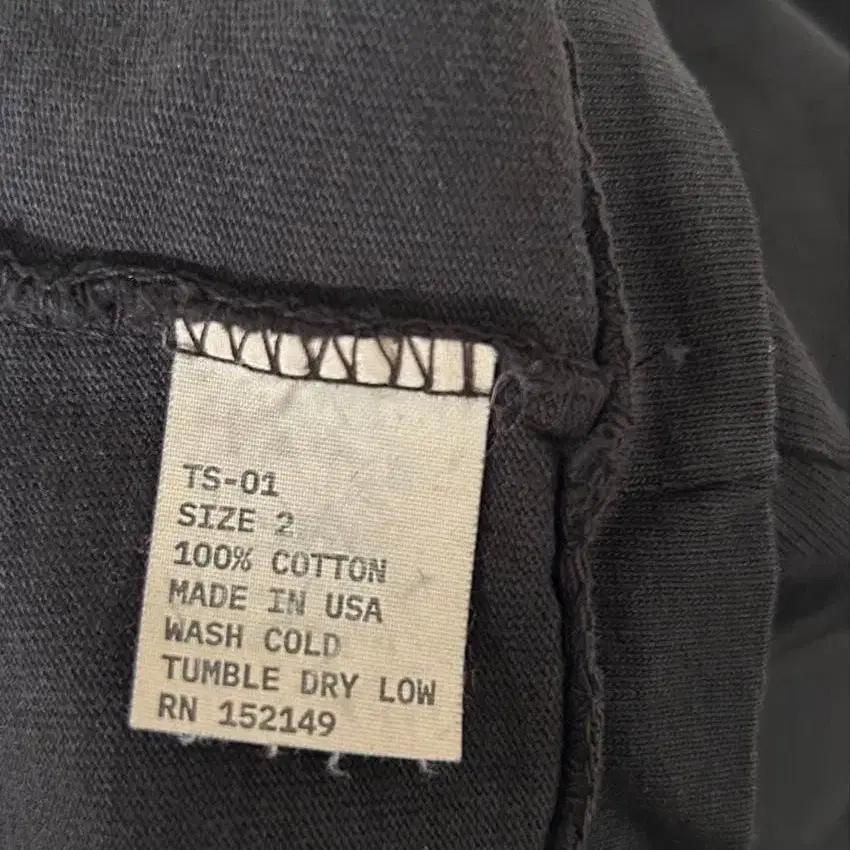 TS-01
SIZE 2
100% COTTON
MADE IN USA
WASH COLD
TUMBLE DRY LOW
RN 152149